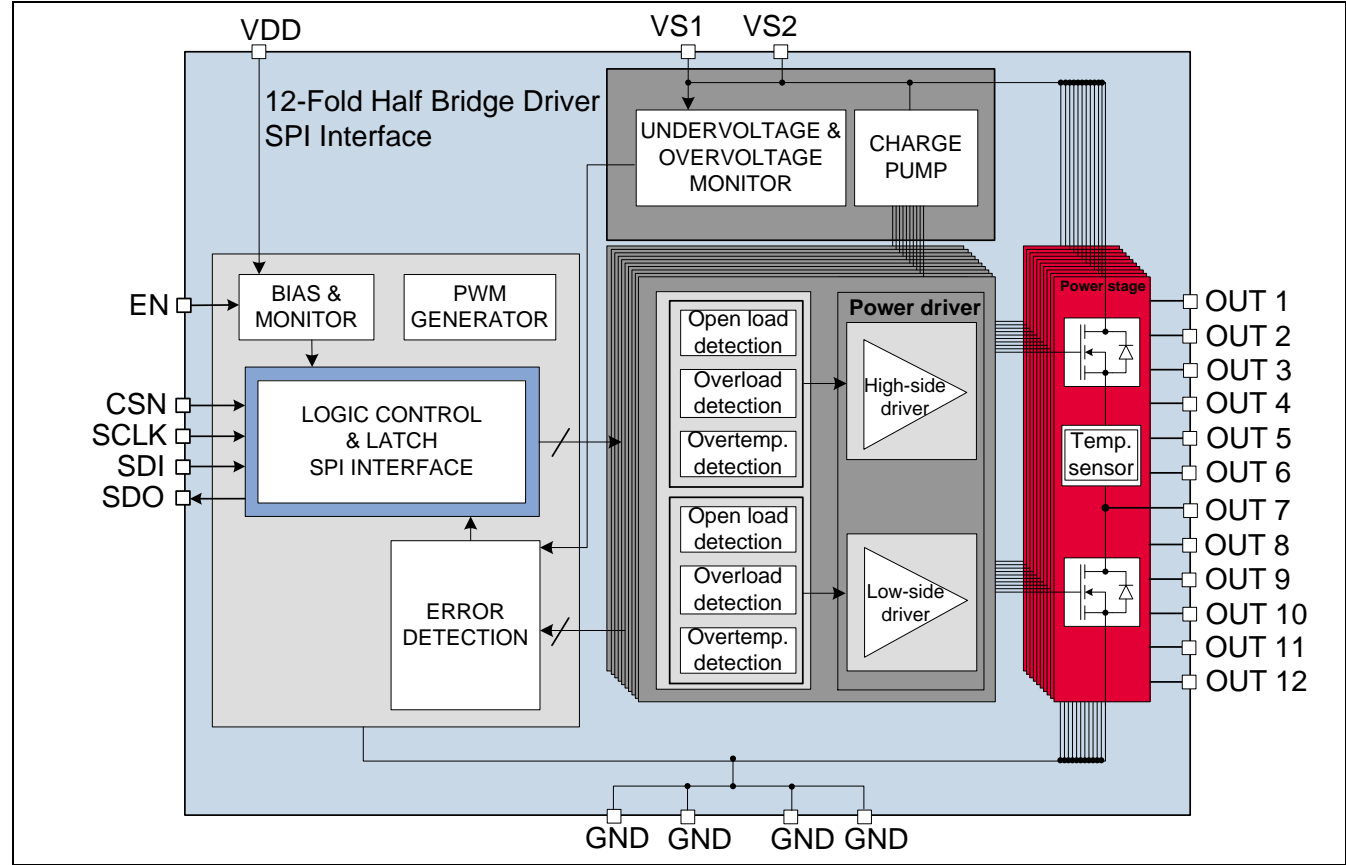 VDD
VS1
VS2
12-Fold Half Bridge Driver
SPI Interface
UNDERVOLTAGE &
OVERVOLTAGE
MONITOR
CHARGE
PUMP
EN
BIAS &
MONITOR
PWM
GENERATOR
CSN
SCLK
SDI
SDO
LOGIC CONTROL
& LATCH
SPI INTERFACE
ERROR
DETECTION
Open load
detection
Overload
detection
Overtemp.
detection
Open load
detection
Overload
detection
Overtemp.
detection
Power driver
High-side
driver
Low-side
driver
Power stage
Temp.
sensor
OUT 1
OUT 2
OUT 3
OUT 4
OUT 5
OUT 6
OUT 7
OUT 8
OUT 9
OUT 10
OUT 11
OUT 12
GND
GND
GND
GND